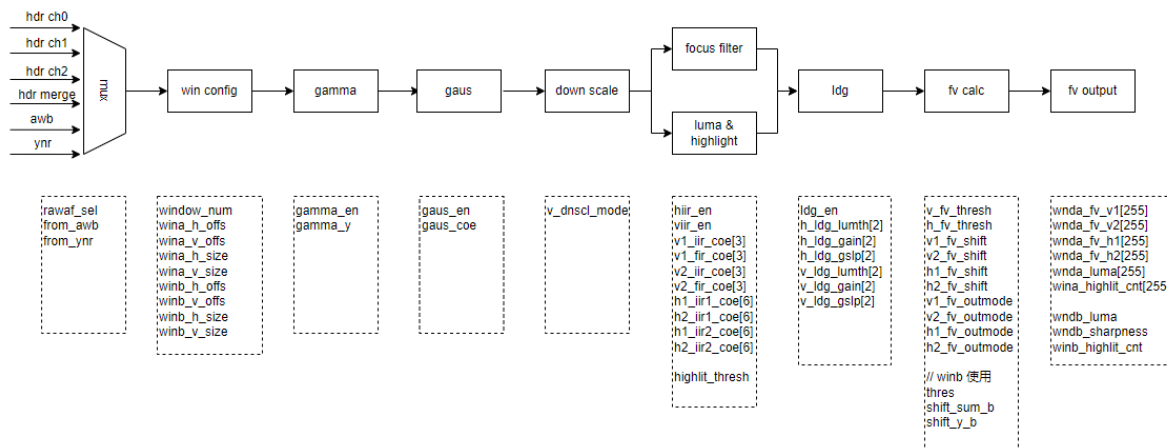 hdr ch0
hdr ch1
hdr ch2
hdr merge
awb
ynr
mux
win config
gamma
gaus
down scale
focus filter
luma &
highlight
ldg
fv calc
fv output
rawaf_sel
from_awb
from_ynr
window_num
wina_h_offs
wina_v_offs
wina_h_size
wina_v_size
winb_h_offs
winb_v_offs
winb_h_size
winb_v_size
gamma_en
gamma_y
gaus_en
gaus_coe
v_dnscl_mode
hiir_en
viir_en
v1_iir_coe[3]
v1_fir_coe[3]
v2_iir_coe[3]
v2_fir_coe[3]
h1_iir1_coe[6]
h2_iir1_coe[6]
h1_iir2_coe[6]
h2_iir2_coe[6]
highlit_thresh
ldg_en
h_ldg_lumth[2]
h_ldg_gain[2]
h_ldg_gslp[2]
v_ldg_lumth[2]
v_ldg_gain[2]
v_ldg_gslp[2]
v_fv_thresh
h_fv_thresh
v1_fv_shift
v2_fv_shift
h1_fv_shift
h2_fv_shift
v1_fv_outmode
v2_fv_outmode
h1_fv_outmode
h2_fv_outmode
// winb 使用
thres
shift_sum_b
shift_y_b
wnda_fv_v1[255]
wnda_fv_v2[255]
wnda_fv_h1[255]
wnda_fv_h2[255]
wnda_luma[255]
wina_highlit_cnt[255
wndb_luma
wndb_sharpness
winb_highlit_cnt